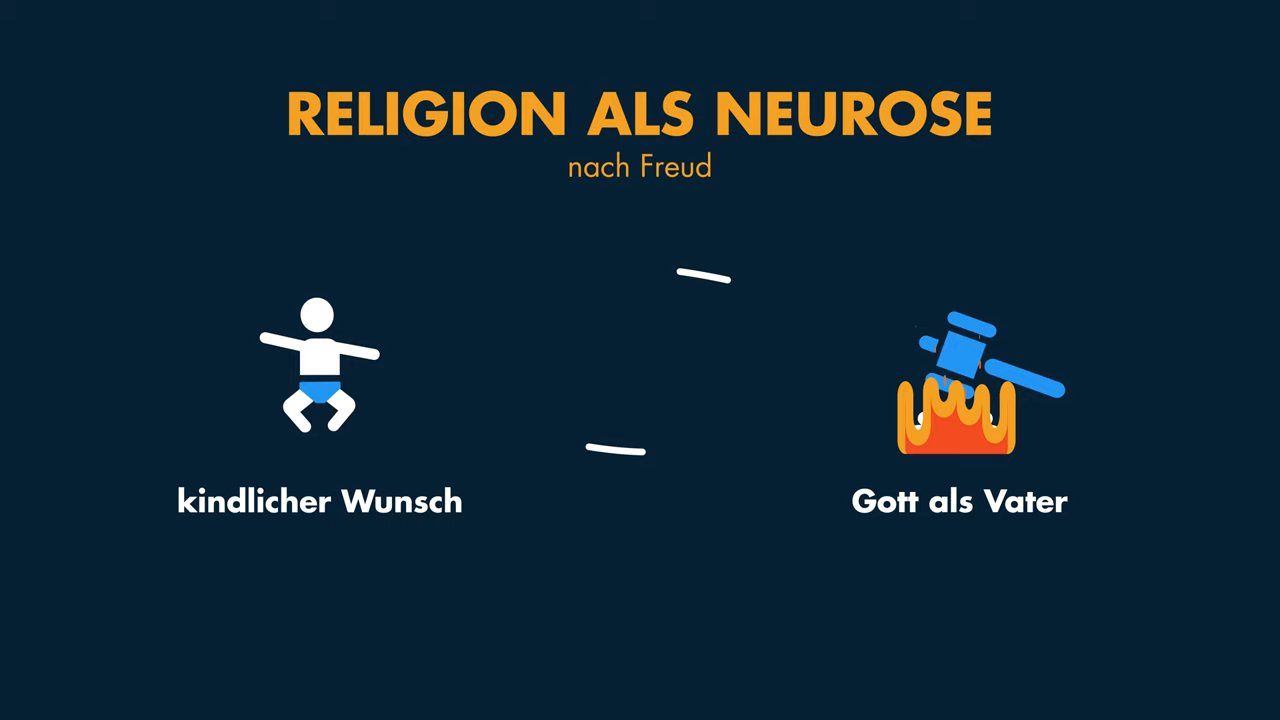 RELIGION ALS NEUROSE
nach Freud
kindlicher Wunsch
Gott als Vater